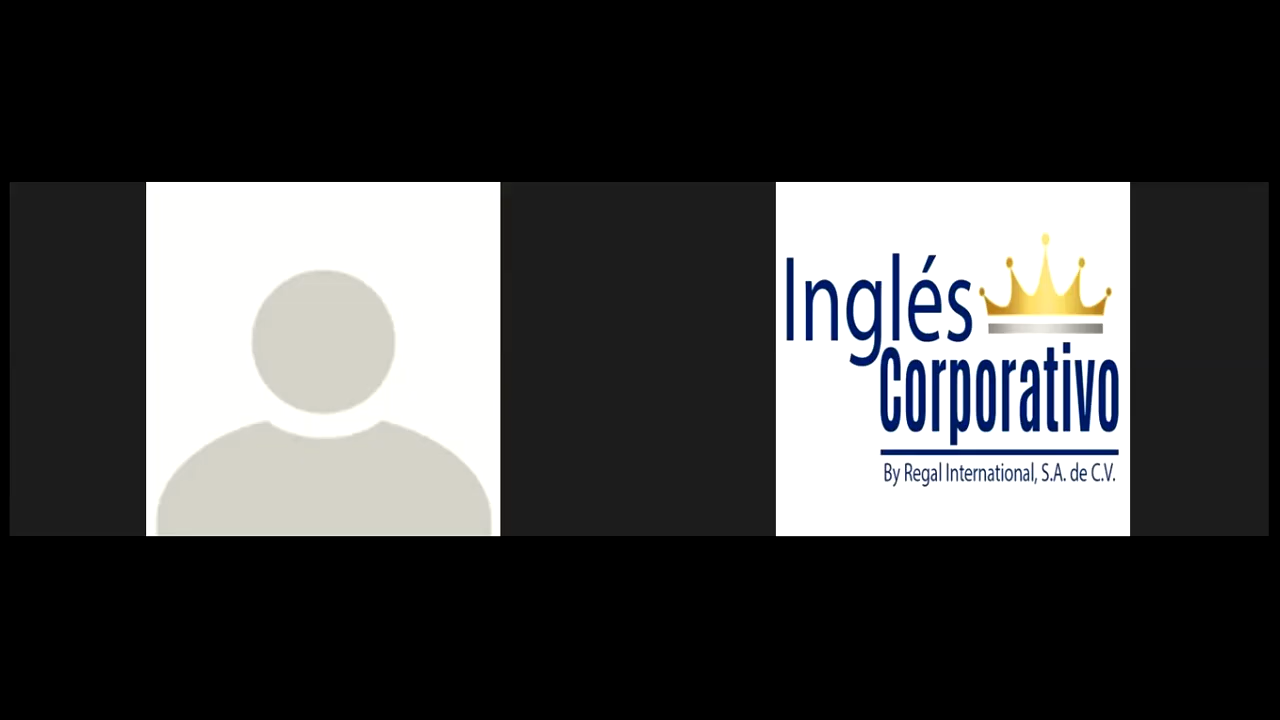 Inglés
Corporativo
By Regal International, S.A. de C.V.